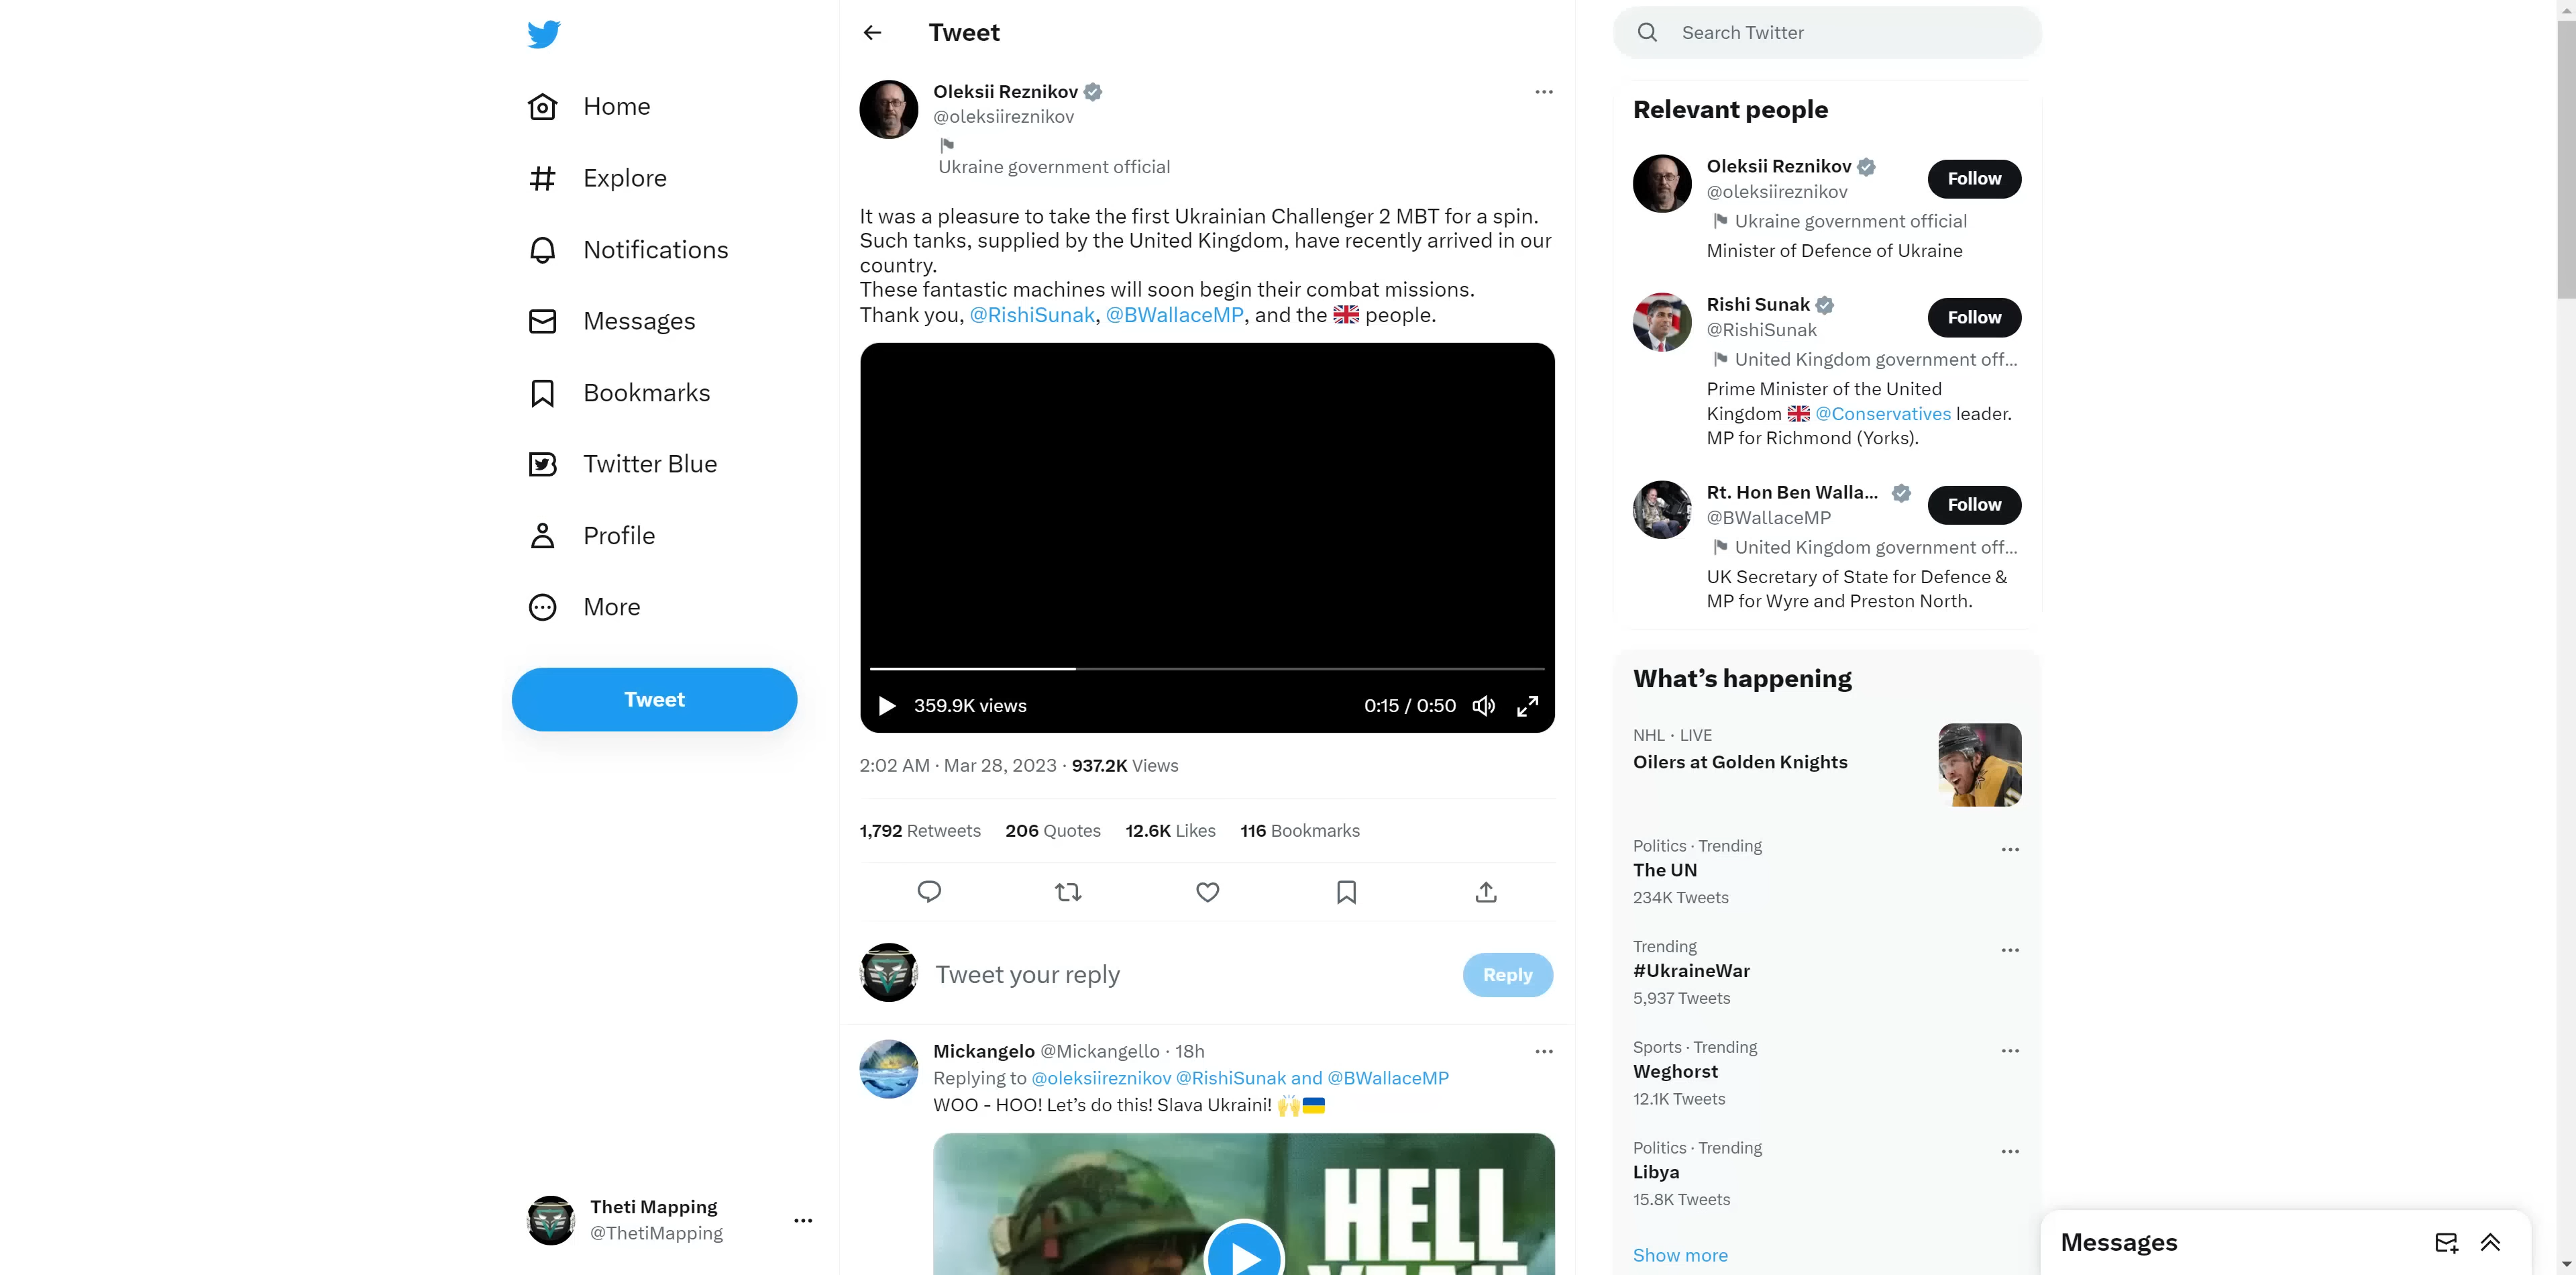 Home
Explore
Notifications
Messages
Bookmarks
Twitter Blue
Profile
More
Tweet
Theti Mapping
@ThetiMapping
Tweet
Oleksii Reznikov
@oleksiireznikov
Ukraine government official
It was a pleasure to take the first Ukrainian Challenger 2 MBT for a spin.
Such tanks, supplied by the United Kingdom, have recently arrived in our
country.
These fantastic machines will soon begin their combat missions.
Thank you, @RishiSunak, @BWallaceMP, and the 🇬🇧 people.
359.9K views
0:15 / 0:50
2:02 AM · Mar 28, 2023 · 937.2K Views
1,792 Retweets 206 Quotes 12.6K Likes 116 Bookmarks
Tweet your reply
Reply
Mickangelo @Mickangello · 18h
Replying to @oleksiireznikov @RishiSunak and @BWallaceMP
WOO - HOO! Let's do this! Slava Ukraini! 🙌🇺🇦
HELL
Search Twitter
Relevant people
Oleksii Reznikov
@oleksiireznikov
Follow
Ukraine government official
Minister of Defence of Ukraine
Rishi Sunak
@RishiSunak
Follow
United Kingdom government off...
Prime Minister of the United
Kingdom 🇬🇧 @Conservatives leader.
MP for Richmond (Yorks).
Rt. Hon Ben Walla...
@BWallaceMP
Follow
United Kingdom government off...
UK Secretary of State for Defence &
MP for Wyre and Preston North.
What's happening
NHL · LIVE
Oilers at Golden Knights
Politics · Trending
The UN
234K Tweets
Trending
#UkraineWar
5,937 Tweets
Sports · Trending
Weghorst
12.1K Tweets
Politics · Trending
Libya
15.8K Tweets
Show more
Messages